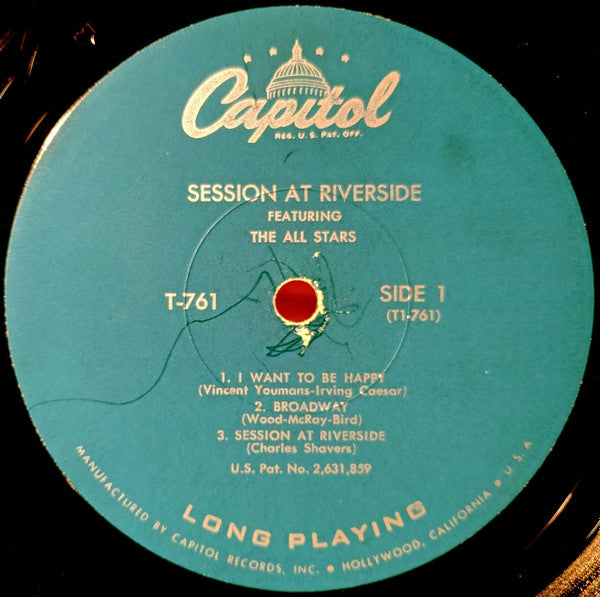 Capitol
REG. U.S. PAT. OFF.
SESSION AT RIVERSIDE
FEATURING
THE ALL STARS
T-761
SIDE 1
(T1-761)
1. I WANT TO BE HAPPY
(Vincent Youmans-Irving Caesar)
2. BROADWAY
(Wood-McRay-Bird)
3. SESSION AT RIVERSIDE
(Charles Shavers)
U.S. Pat. No. 2,631,859
LONG PLAYING
MANUFACTURED BY CAPITOL RECORDS, INC. • HOLLYWOOD, CALIFORNIA • U.S.A